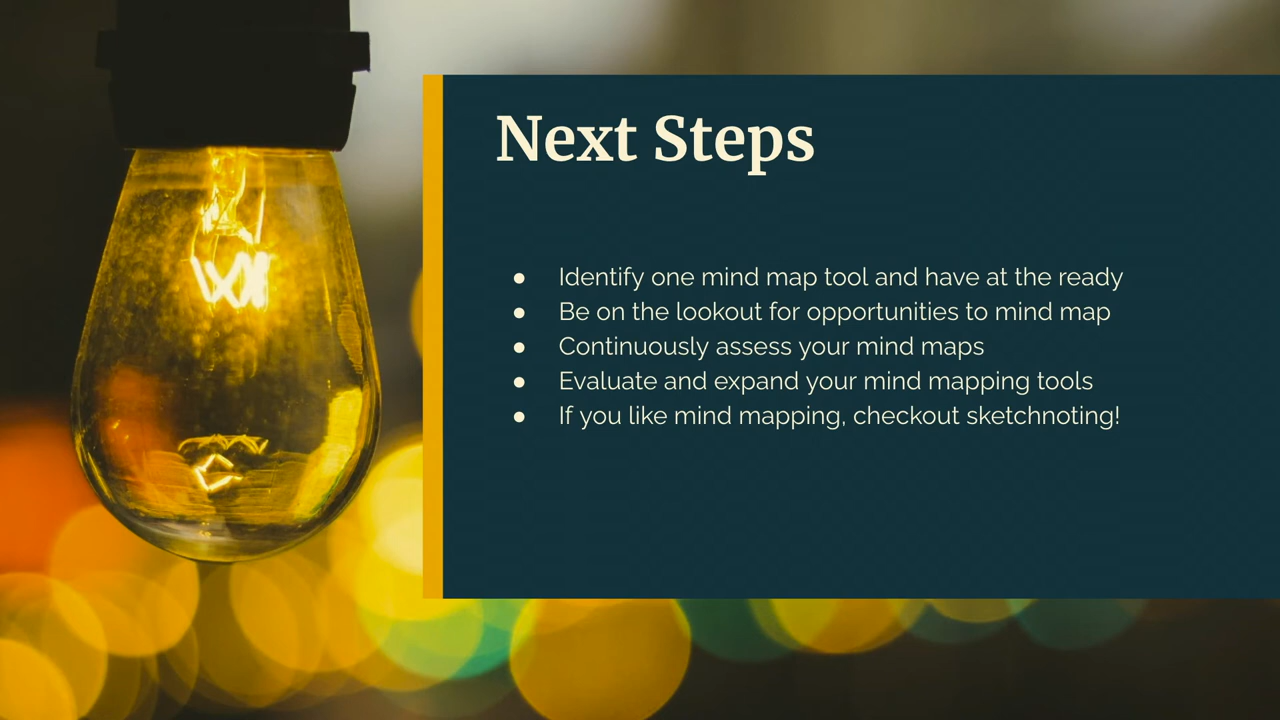 Next Steps
● Identify one mind map tool and have at the ready
● Be on the lookout for opportunities to mind map
● Continuously assess your mind maps
● Evaluate and expand your mind mapping tools
● If you like mind mapping, checkout sketchnoting!